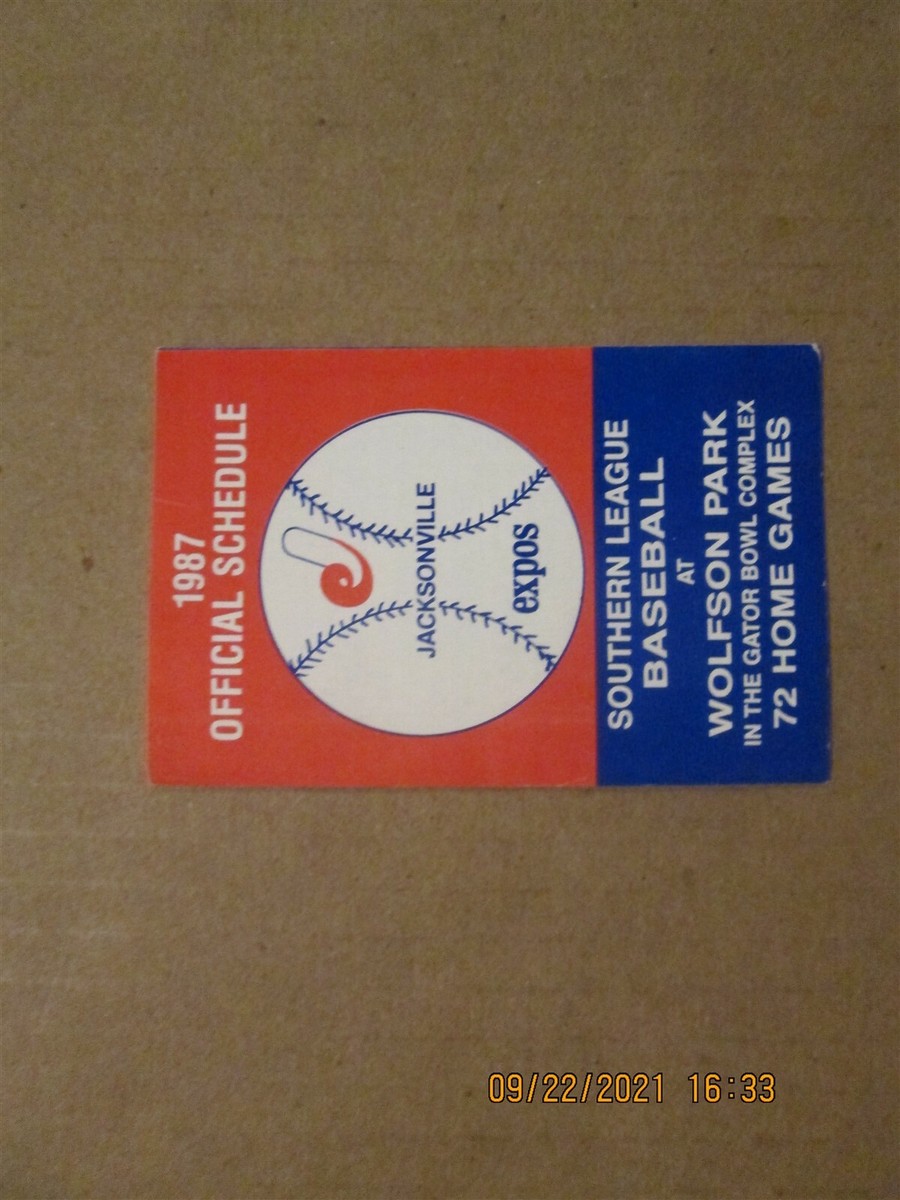 1987
OFFICIAL SCHEDULE
JACKSONVILLE
expos
SOUTHERN LEAGUE
BASEBALL
AT
WOLFSON PARK
IN THE GATOR BOWL COMPLEX
72 HOME GAMES
09/22/2021 16:33